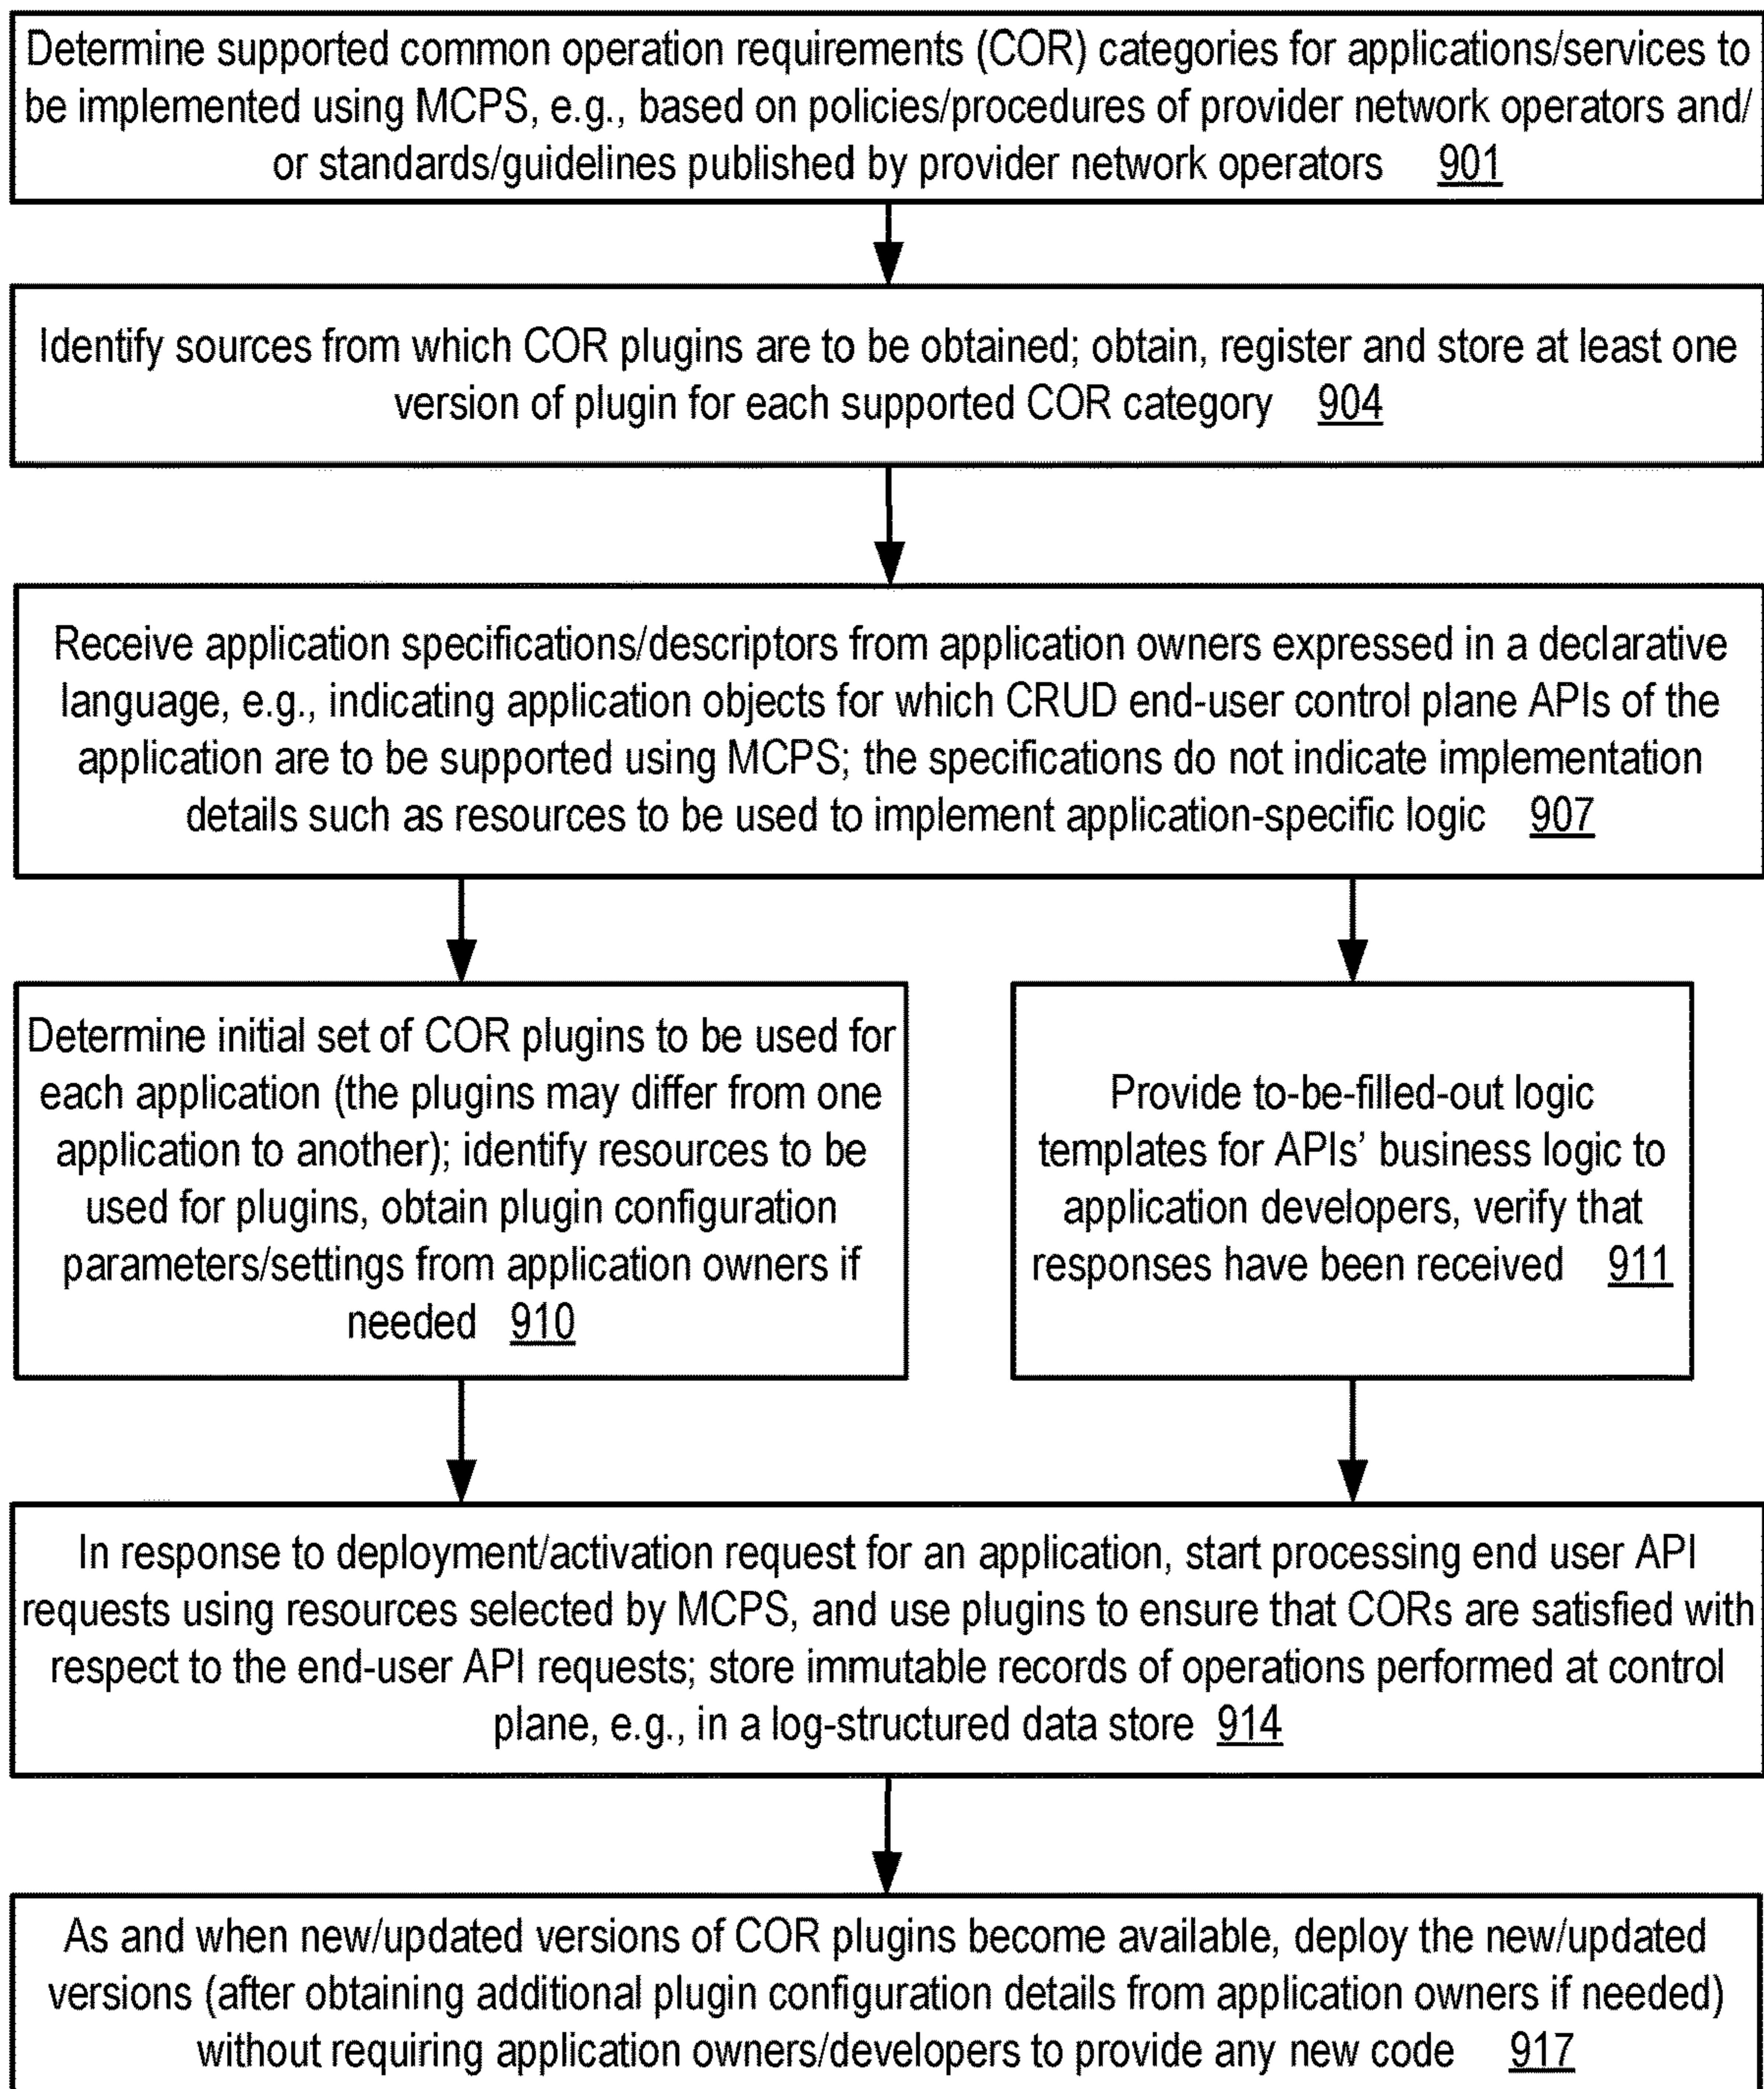 Determine supported common operation requirements (COR) categories for applications/services to
be implemented using MCPS, e.g., based on policies/procedures of provider network operators and/
or standards/guidelines published by provider network operators 901
Identify sources from which COR plugins are to be obtained; obtain, register and store at least one
version of plugin for each supported COR category 904
Receive application specifications/descriptors from application owners expressed in a declarative
language, e.g., indicating application objects for which CRUD end-user control plane APIs of the
application are to be supported using MCPS; the specifications do not indicate implementation
details such as resources to be used to implement application-specific logic 907
Determine initial set of COR plugins to be used for
each application (the plugins may differ from one
application to another); identify resources to be
used for plugins, obtain plugin configuration
parameters/settings from application owners if
needed 910
Provide to-be-filled-out logic
templates for APIs’ business logic to
application developers, verify that
responses have been received 911
In response to deployment/activation request for an application, start processing end user API
requests using resources selected by MCPS, and use plugins to ensure that CORs are satisfied with
respect to the end-user API requests; store immutable records of operations performed at control
plane, e.g., in a log-structured data store 914
As and when new/updated versions of COR plugins become available, deploy the new/updated
versions (after obtaining additional plugin configuration details from application owners if needed)
without requiring application owners/developers to provide any new code 917